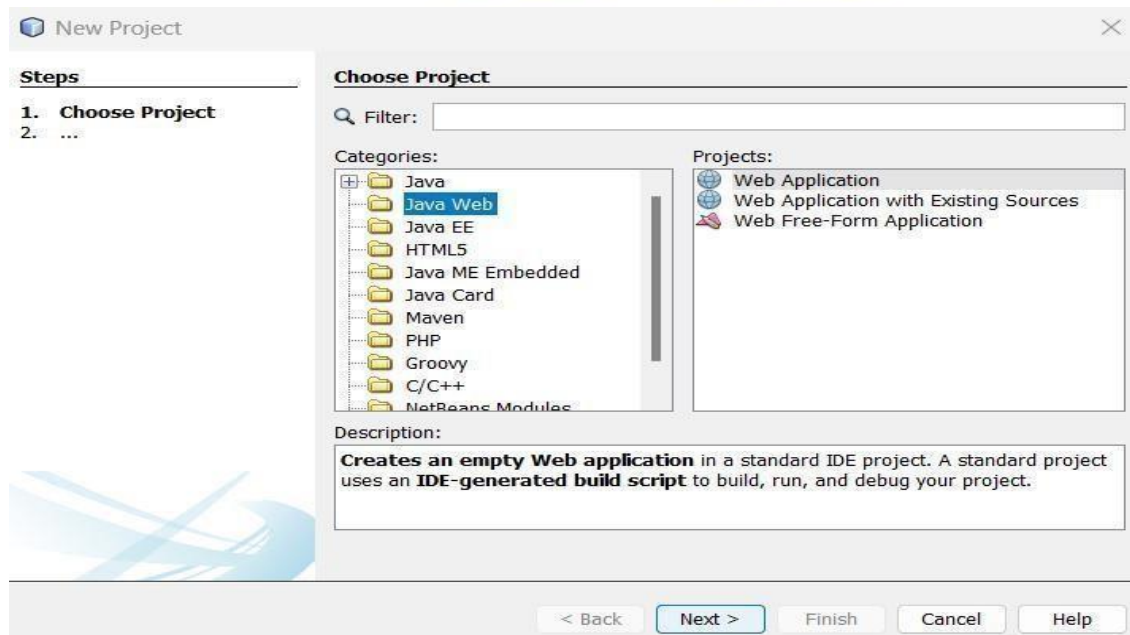 New Project
Steps
1. Choose Project
2. ...
Choose Project
Filter:
Categories:
Java
Java Web
Java EE
HTML5
Java ME Embedded
Java Card
Maven
PHP
Groovy
C/C++
NetBeans Modules
Projects:
Web Application
Web Application with Existing Sources
Web Free-Form Application
Description:
Creates an empty Web application in a standard IDE project. A standard project
uses an IDE-generated build script to build, run, and debug your project.
< Back Next > Finish Cancel Help